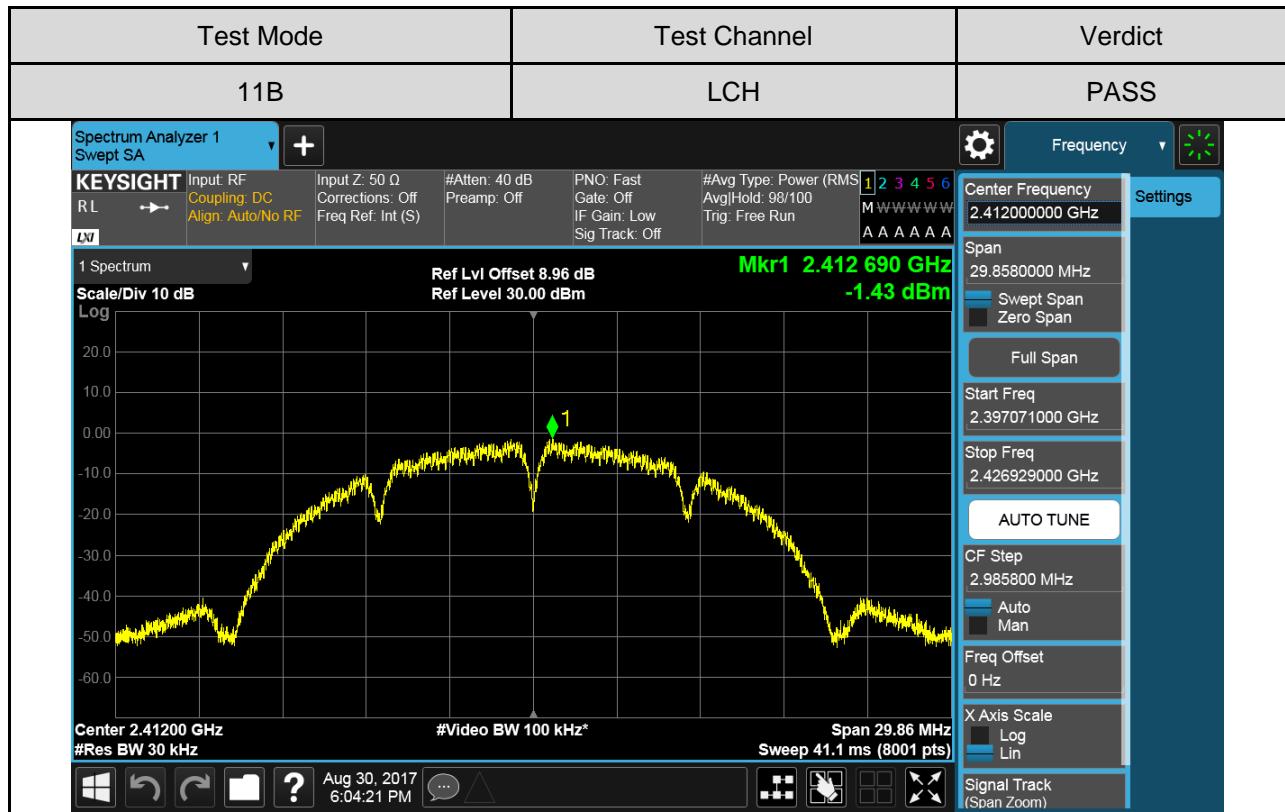 Test Mode Test Channel Verdict
11B LCH PASS
Spectrum Analyzer 1
Swept SA
Frequency
KEYSIGHT
RL
LXI
Input: RF
Coupling: DC
Align: Auto/No RF
Input Z: 50 Ω
Corrections: Off
Freq Ref: Int (S)
#Atten: 40 dB
Preamp: Off
PNO: Fast
Gate: Off
IF Gain: Low
Sig Track: Off
#Avg Type: Power (RMS
Avg|Hold: 98/100
Trig: Free Run
1 2 3 4 5 6
M W W W W W
A A A A A A
1 Spectrum
Scale/Div 10 dB
Ref Lvl Offset 8.96 dB
Ref Level 30.00 dBm
Mkr1 2.412 690 GHz
-1.43 dBm
Log
20.0
10.0
0.00
-10.0
-20.0
-30.0
-40.0
-50.0
-60.0
1
Center 2.41200 GHz
#Res BW 30 kHz
#Video BW 100 kHz*
Span 29.86 MHz
Sweep 41.1 ms (8001 pts)
Aug 30, 2017
6:04:21 PM
?
Center Frequency
2.412000000 GHz
Settings
Span
29.8580000 MHz
Swept Span
Zero Span
Full Span
Start Freq
2.397071000 GHz
Stop Freq
2.426929000 GHz
AUTO TUNE
CF Step
2.985800 MHz
Auto
Man
Freq Offset
0 Hz
X Axis Scale
Log
Lin
Signal Track
(Span Zoom)